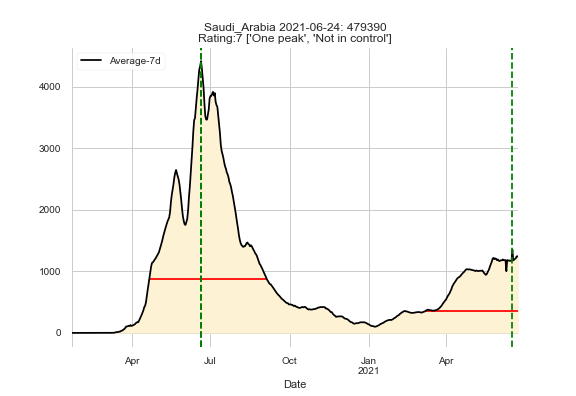 Saudi_Arabia 2021-06-24: 479390
Rating:7 ['One peak', 'Not in control']
Average-7d
4000
3000
2000
1000
0
Apr
Jul
Oct
Jan
2021
Apr
Date